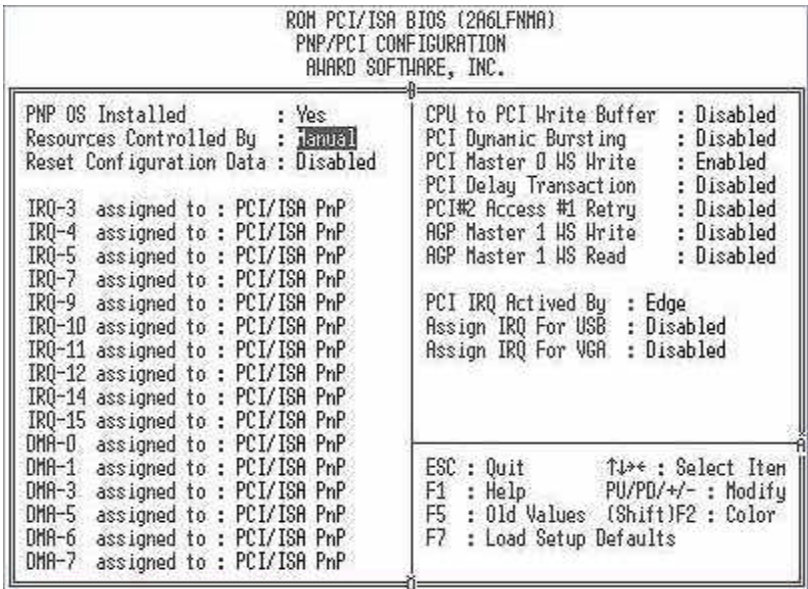 ROM PCI/ISA BIOS (2A6LFNMA)
PNP/PCI CONFIGURATION
AWARD SOFTWARE, INC.
PNP OS Installed : Yes
Resources Controlled By : Manual
Reset Configuration Data : Disabled
IRQ-3 assigned to : PCI/ISA PnP
IRQ-4 assigned to : PCI/ISA PnP
IRQ-5 assigned to : PCI/ISA PnP
IRQ-7 assigned to : PCI/ISA PnP
IRQ-9 assigned to : PCI/ISA PnP
IRQ-10 assigned to : PCI/ISA PnP
IRQ-11 assigned to : PCI/ISA PnP
IRQ-12 assigned to : PCI/ISA PnP
IRQ-14 assigned to : PCI/ISA PnP
IRQ-15 assigned to : PCI/ISA PnP
DMA-0 assigned to : PCI/ISA PnP
DMA-1 assigned to : PCI/ISA PnP
DMA-3 assigned to : PCI/ISA PnP
DMA-5 assigned to : PCI/ISA PnP
DMA-6 assigned to : PCI/ISA PnP
DMA-7 assigned to : PCI/ISA PnP
CPU to PCI Write Buffer : Disabled
PCI Dynamic Bursting : Disabled
PCI Master 0 WS Write : Enabled
PCI Delay Transaction : Disabled
PCI#2 Access #1 Retry : Disabled
AGP Master 1 WS Write : Disabled
AGP Master 1 WS Read : Disabled
PCI IRQ Actived By : Edge
Assign IRQ For USB : Disabled
Assign IRQ For VGA : Disabled
ESC : Quit ↑↓→← : Select Item
F1 : Help PU/PD/+/- : Modify
F5 : Old Values (Shift)F2 : Color
F7 : Load Setup Defaults